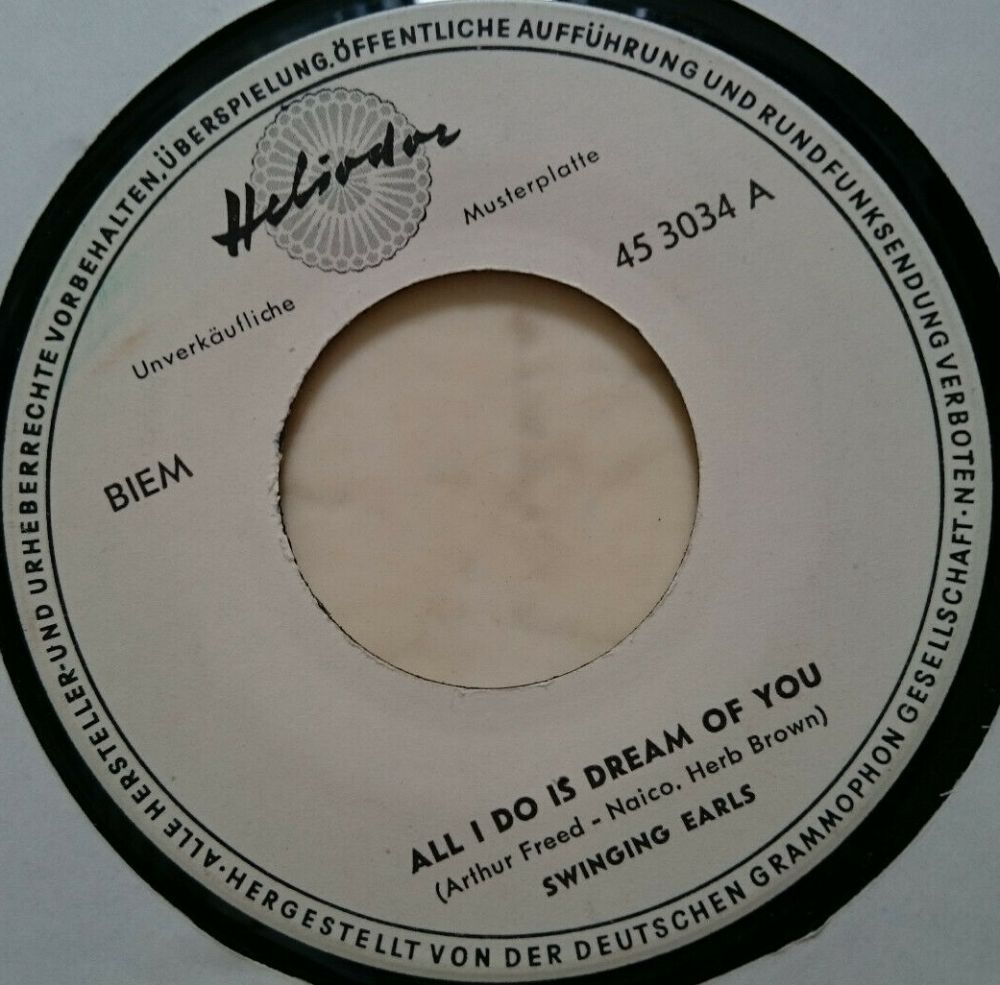 ALLE HERSTELLER-UND URHEBERRECHTE VORBEHALTEN, ÜBERSPIELUNG, ÖFFENTLICHE AUFFÜHRUNG UND RUNDFUNKSENDUNG VERBOTEN · HERGESTELLT VON DER DEUTSCHEN GRAMMOPHON GESELLSCHAFT ·
Heliodor
Unverkäufliche Musterplatte
45 3034 A
BIEM
ALL I DO IS DREAM OF YOU
(Arthur Freed - Naico. Herb Brown)
SWINGING EARLS